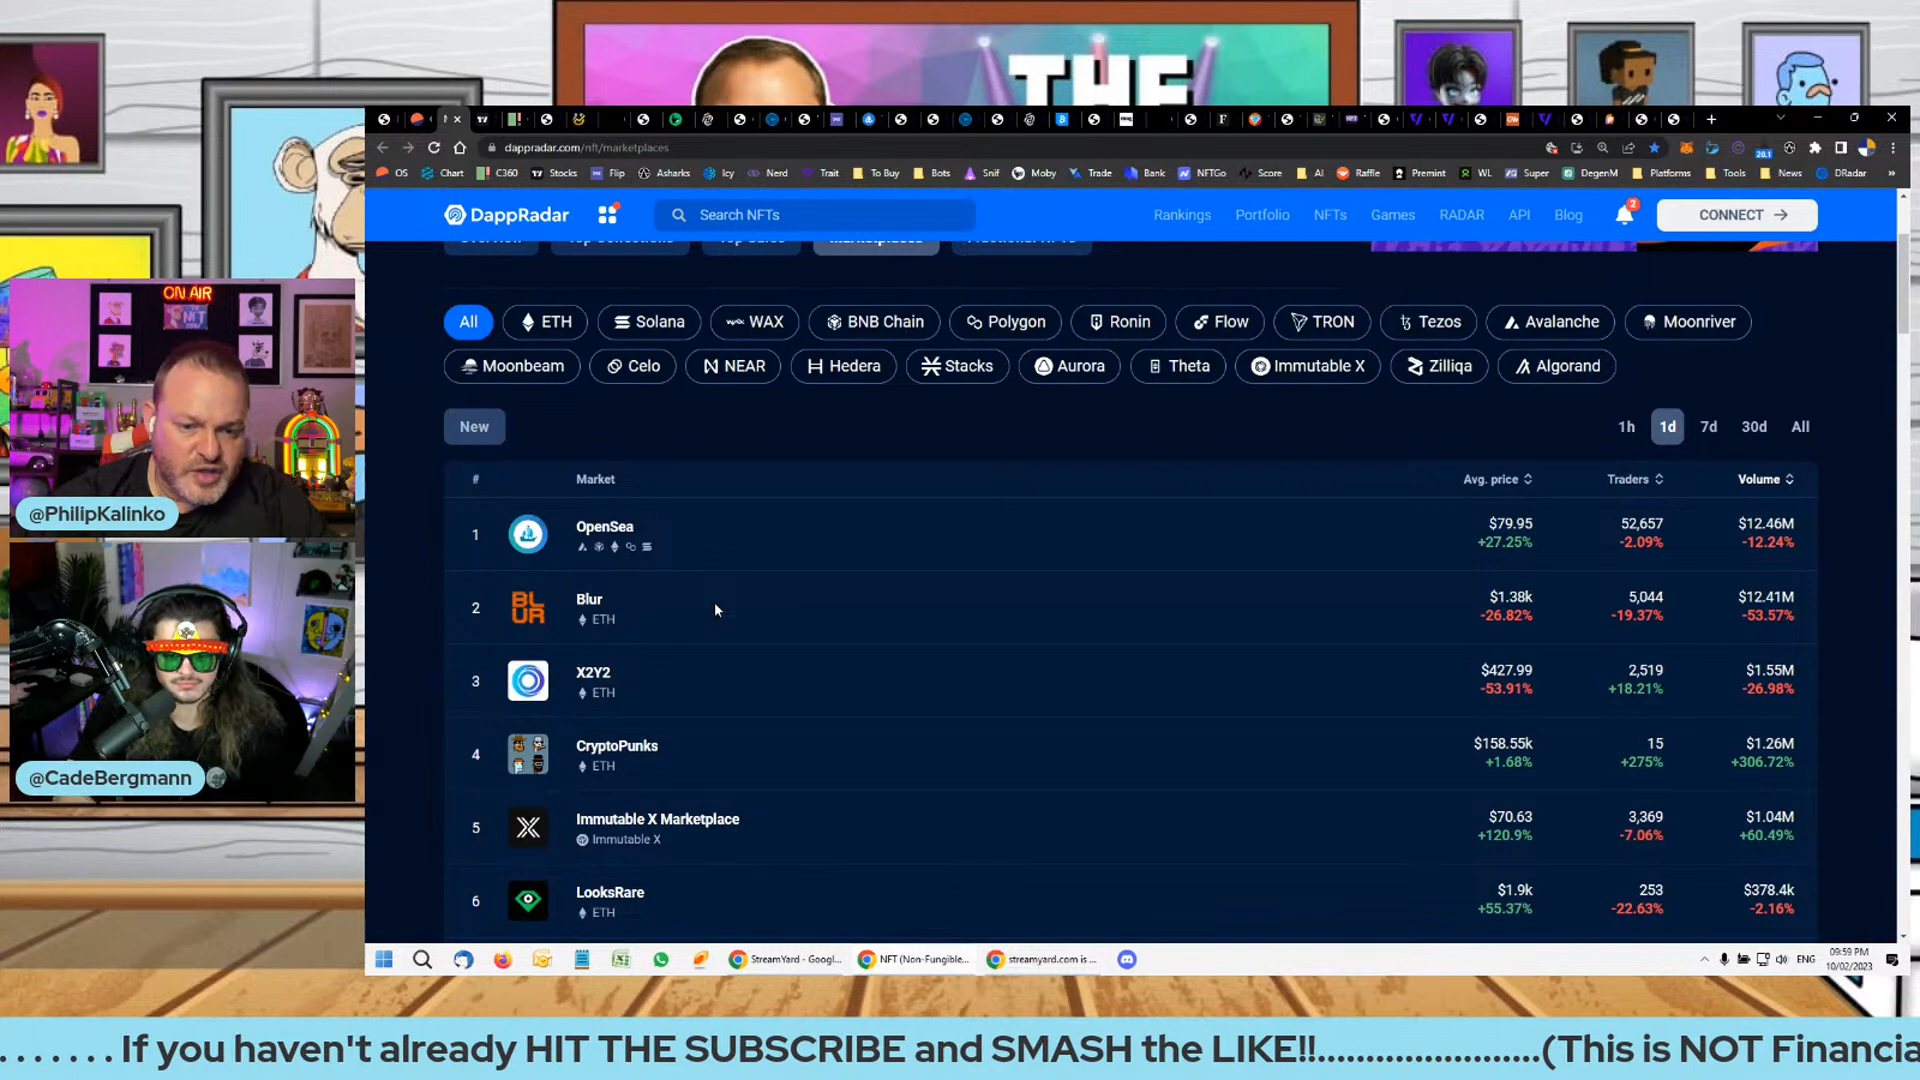 THE
dappradar.com/nft/marketplaces
OS Chart C360 Stocks Flip Asharks Icy Nerd Trait To Buy Bots Snif Moby Trade Bank NFTGo Score AI Raffle Premint WL Super DegenM Platforms Tools News DRadar »
20.1
DappRadar Search NFTs Rankings Portfolio NFTs Games RADAR API Blog 2 CONNECT →
All ETH Solana WAX BNB Chain Polygon Ronin Flow TRON Tezos Avalanche Moonriver
Moonbeam Celo NEAR Hedera Stacks Aurora Theta Immutable X Zilliqa Algorand
New 1h 1d 7d 30d All
# Market Avg. price Traders Volume
1 OpenSea $79.95 52,657 $12.46M
+27.25% -2.09% -12.24%
2 BLUR Blur $1.38k 5,044 $12.41M
ETH -26.82% -19.37% -53.57%
3 X2Y2 $427.99 2,519 $1.55M
ETH -53.91% +18.21% -26.98%
4 CryptoPunks $158.55k 15 $1.26M
ETH +1.68% +275% +306.72%
5 Immutable X Marketplace $70.63 3,369 $1.04M
Immutable X +120.9% -7.06% +60.49%
6 LooksRare $1.9k 253 $378.4k
ETH +55.37% -22.63% -2.16%
StreamYard - Googl... NFT (Non-Fungible... streamyard.com is ... ENG 09:59 PM
10/02/2023
ON AIR
@PhilipKalinko
@CadeBergmann
. . . . . . . If you haven't already HIT THE SUBSCRIBE and SMASH the LIKE!!.......................(This is NOT Financia